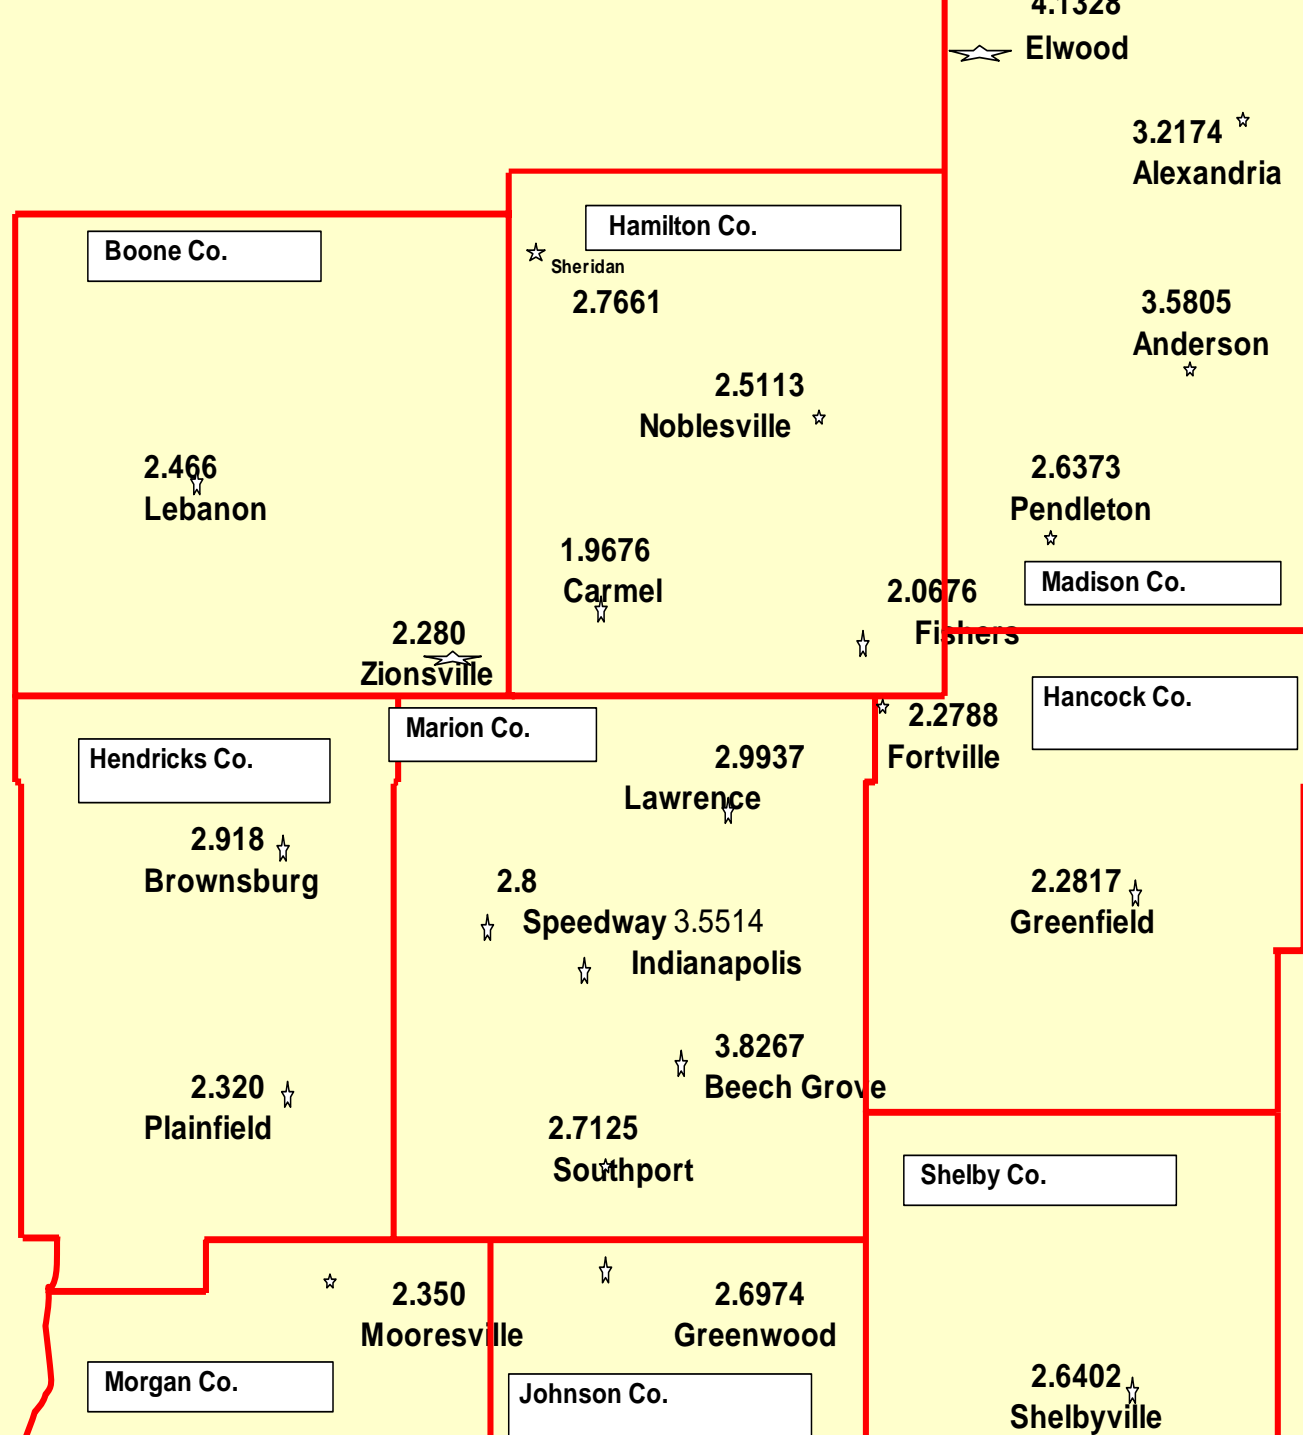 4.1328
Elwood
3.2174
Alexandria
Hamilton Co.
Boone Co.
Sheridan
2.7661
3.5805
Anderson
2.5113
Noblesville
2.466
Lebanon
2.6373
Pendleton
1.9676
Carmel
Madison Co.
2.0676
Fishers
2.280
Zionsville
Hancock Co.
Marion Co.
2.2788
Fortville
Hendricks Co.
2.9937
Lawrence
2.918
Brownsburg
2.8
Speedway 3.5514
Indianapolis
2.2817
Greenfield
3.8267
Beech Grove
2.320
Plainfield
2.7125
Southport
Shelby Co.
2.350
Mooresville
2.6974
Greenwood
Morgan Co.
Johnson Co.
2.6402
Shelbyville